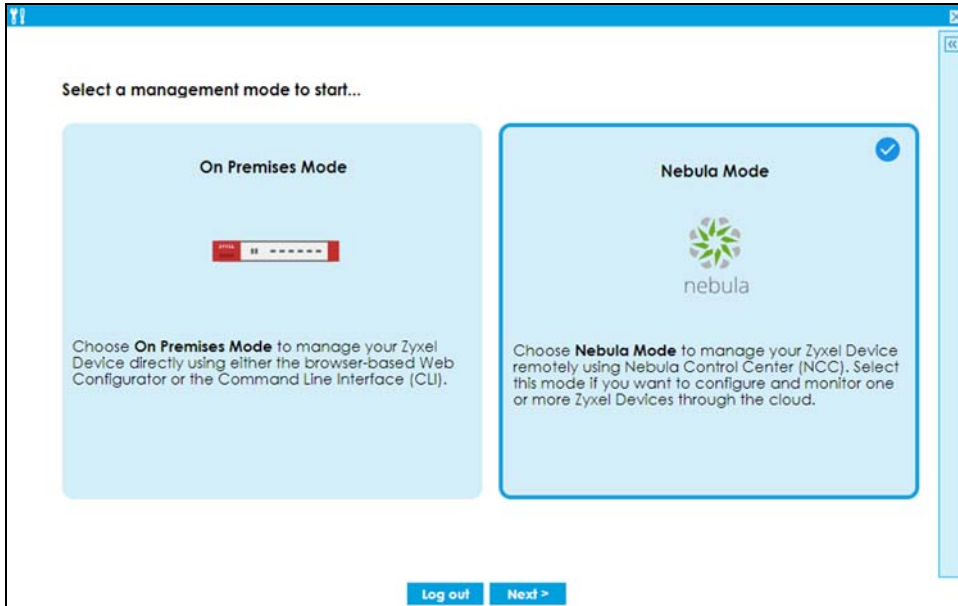 Select a management mode to start...
On Premises Mode
ZYXEL
Choose On Premises Mode to manage your Zyxel
Device directly using either the browser-based Web
Configurator or the Command Line Interface (CLI).
Nebula Mode
nebula
Choose Nebula Mode to manage your Zyxel Device
remotely using Nebula Control Center (NCC). Select
this mode if you want to configure and monitor one
or more Zyxel Devices through the cloud.
Log out
Next >